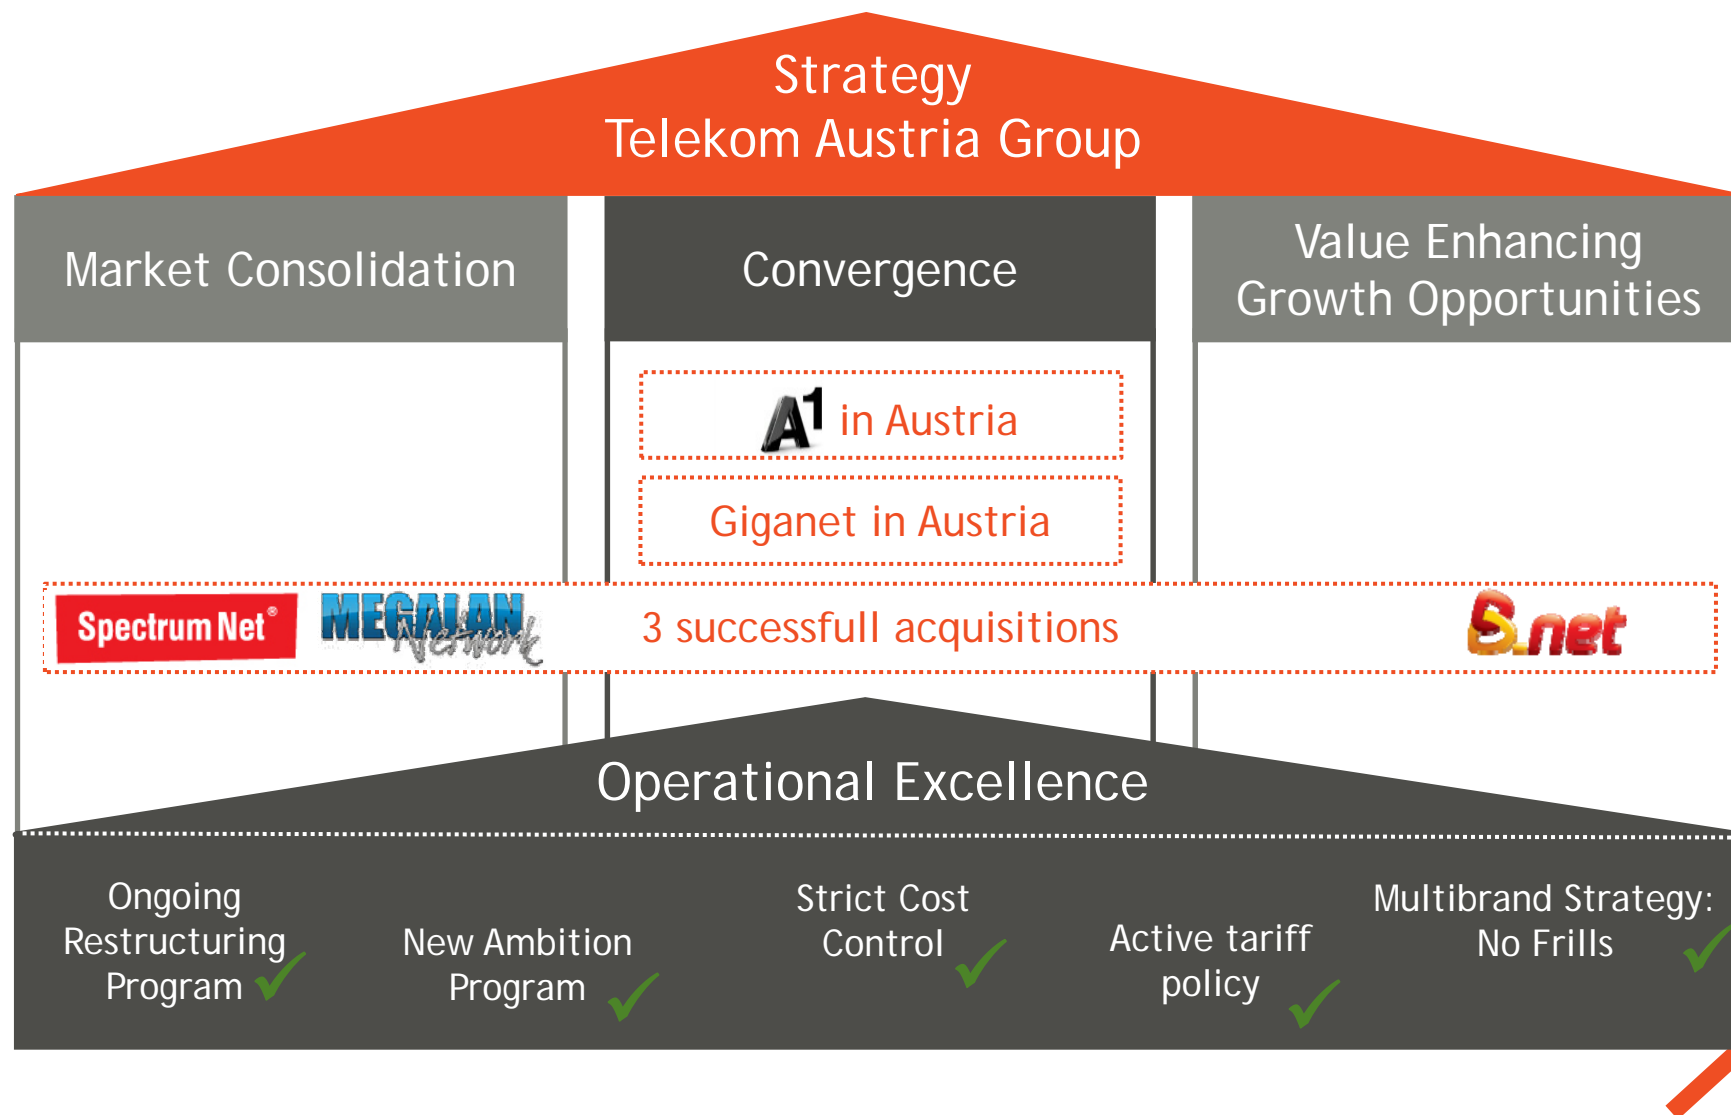 Strategy
Telekom Austria Group
Market Consolidation
Convergence
Value Enhancing
Growth Opportunities
A1 in Austria
Giganet in Austria
Spectrum Net®
MEGALAN
Network
3 successfull acquisitions
B.net
Operational Excellence
Ongoing
Restructuring
Program
New Ambition
Program
Strict Cost
Control
Active tariff
policy
Multibrand Strategy:
No Frills